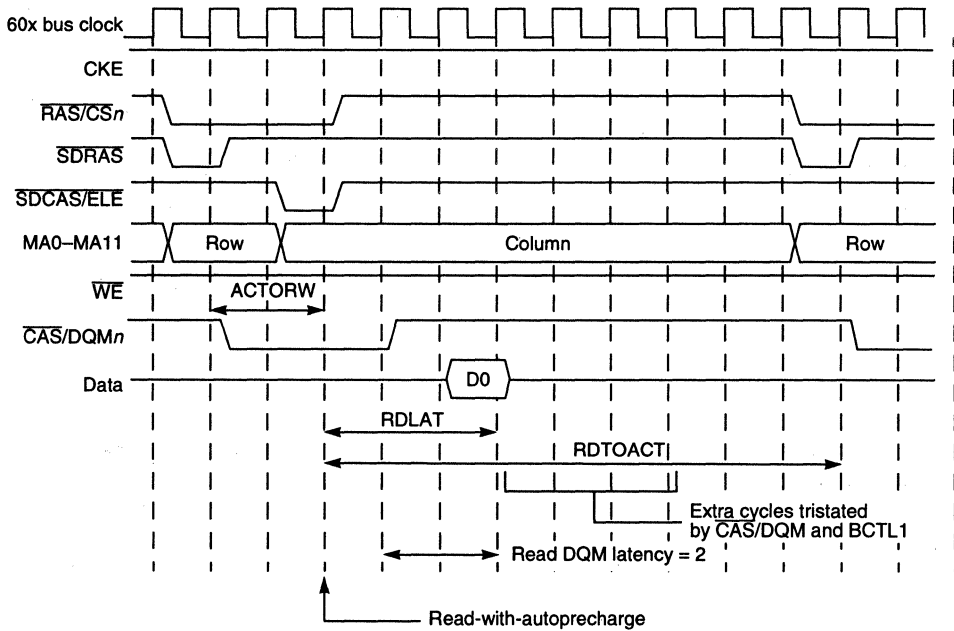 60x bus clock
CKE
RAS/CSn
SDRAS
SDCAS/ELE
MA0–MA11 Row Column Row
WE ACTORW
CAS/DQMn
Data D0
RDLAT
RDTOACT
Extra cycles tristated
by CAS/DQM and BCTL1
Read DQM latency = 2
Read-with-autoprecharge